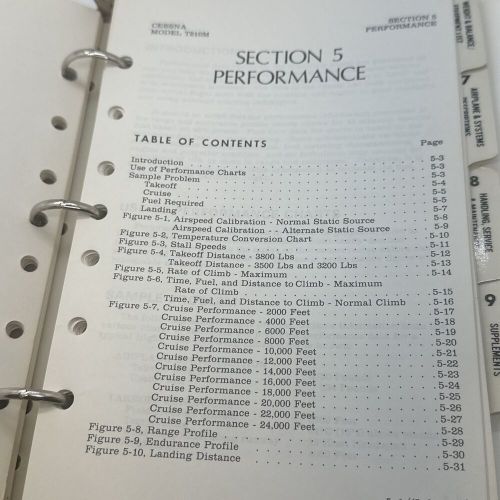 CESSNA
MODEL T210M
SECTION 5
PERFORMANCE
SECTION 5
PERFORMANCE
TABLE OF CONTENTS
Page
Introduction . . . 5-3
Use of Performance Charts . . . 5-3
Sample Problem . . . 5-3
Takeoff . . . 5-4
Cruise . . . 5-5
Fuel Required . . . 5-5
Landing . . . 5-7
Figure 5-1, Airspeed Calibration - Normal Static Source . . . 5-8
Airspeed Calibration - Alternate Static Source . . . 5-9
Figure 5-2, Temperature Conversion Chart . . . 5-10
Figure 5-3, Stall Speeds . . . 5-11
Figure 5-4, Takeoff Distance - 3800 Lbs . . . 5-12
Takeoff Distance - 3500 Lbs and 3200 Lbs . . . 5-13
Figure 5-5, Rate of Climb - Maximum . . . 5-14
Figure 5-6, Time, Fuel, and Distance to Climb - Maximum
Rate of Climb . . . 5-15
Time, Fuel, and Distance to Climb - Normal Climb . . . 5-16
Figure 5-7, Cruise Performance - 2000 Feet . . . 5-17
Cruise Performance - 4000 Feet . . . 5-18
Cruise Performance - 6000 Feet . . . 5-19
Cruise Performance - 8000 Feet . . . 5-20
Cruise Performance - 10,000 Feet . . . 5-21
Cruise Performance - 12,000 Feet . . . 5-22
Cruise Performance - 14,000 Feet . . . 5-23
Cruise Performance - 16,000 Feet . . . 5-24
Cruise Performance - 18,000 Feet . . . 5-25
Cruise Performance - 20,000 Feet . . . 5-26
Cruise Performance - 22,000 Feet . . . 5-27
Cruise Performance - 24,000 Feet . . . 5-28
Figure 5-8, Range Profile . . . 5-29
Figure 5-9, Endurance Profile . . . 5-30
Figure 5-10, Landing Distance . . . 5-31
WEIGHT & BALANCE/
EQUIPMENT LIST
7
AIRPLANE & SYSTEMS
DESCRIPTIONS
8
HANDLING, SERVICE
& MAINTENANCE
9
SUPPLEMENTS